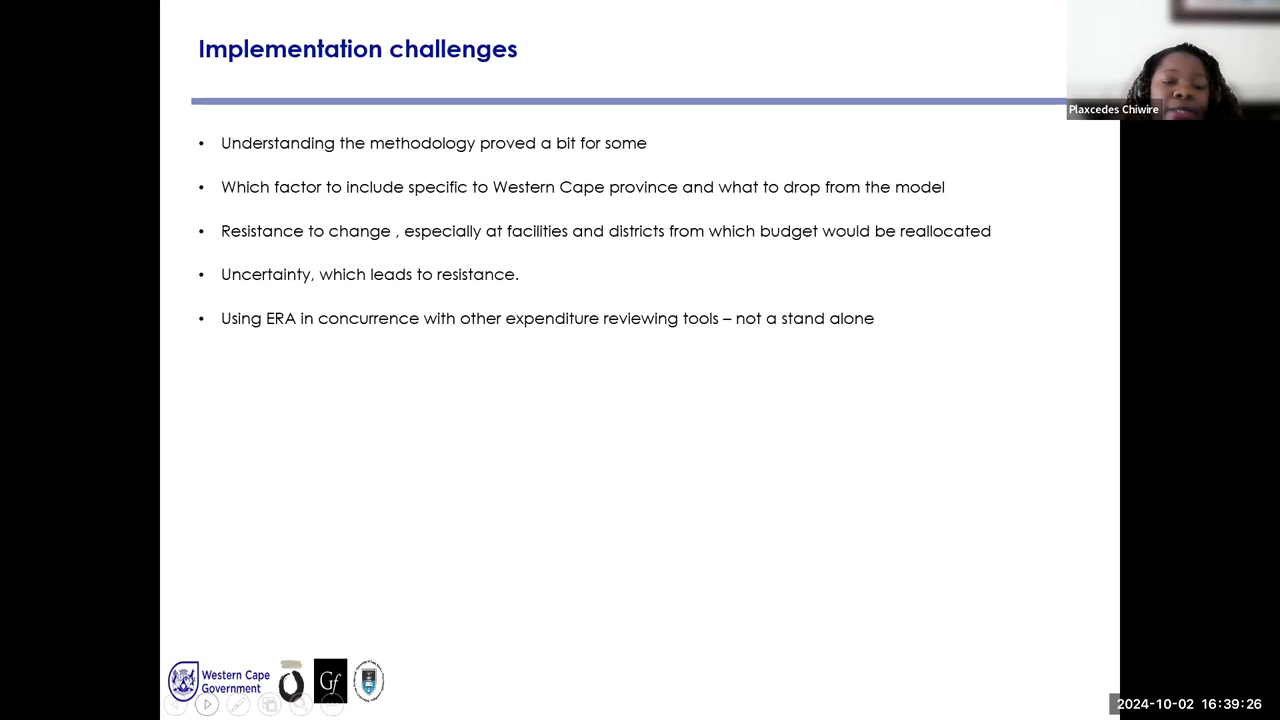 Implementation challenges
Plaxcedes Chiwire
• Understanding the methodology proved a bit for some
• Which factor to include specific to Western Cape province and what to drop from the model
• Resistance to change , especially at facilities and districts from which budget would be reallocated
• Uncertainty, which leads to resistance.
• Using ERA in concurrence with other expenditure reviewing tools – not a stand alone
Western Cape
Government
Gf
2024-10-02 16:39:26